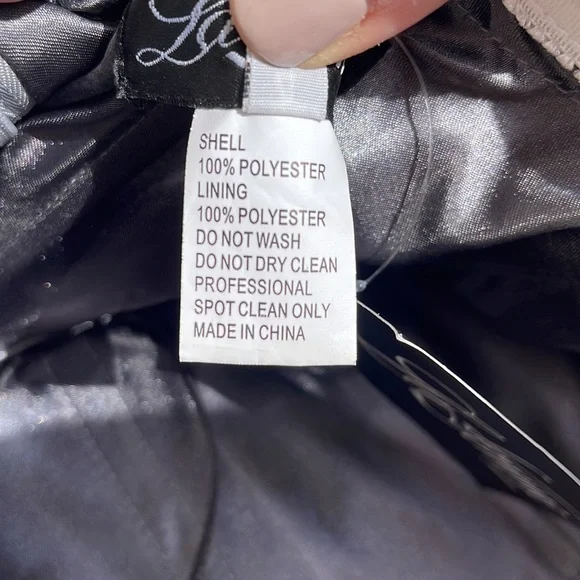 SHELL
100% POLYESTER
LINING
100% POLYESTER
DO NOT WASH
DO NOT DRY CLEAN
PROFESSIONAL
SPOT CLEAN ONLY
MADE IN CHINA